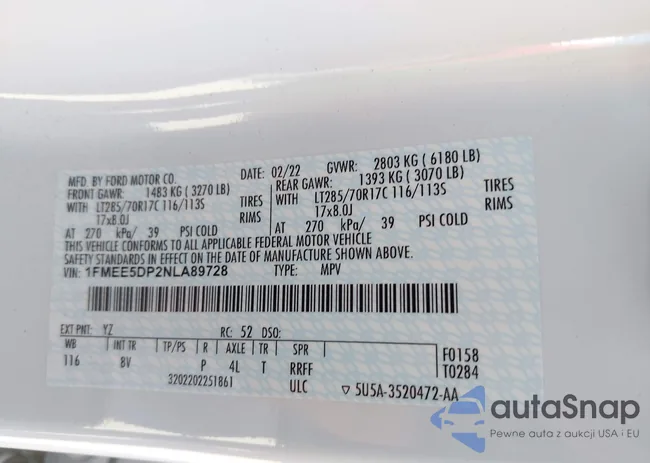 MFD. BY FORD MOTOR CO. DATE: 02/22 GVWR: 2803 KG ( 6180 LB)
FRONT GAWR: 1483 KG ( 3270 LB) REAR GAWR: 1393 KG ( 3070 LB)
WITH LT285/70R17C 116/113S TIRES WITH LT285/70R17C 116/113S TIRES
17x8.0J RIMS 17x8.0J RIMS
AT 270 kPa/ 39 PSI COLD AT 270 kPa/ 39 PSI COLD
THIS VEHICLE CONFORMS TO ALL APPLICABLE FEDERAL MOTOR VEHICLE
SAFETY STANDARDS IN EFFECT ON THE DATE OF MANUFACTURE SHOWN ABOVE.
VIN: 1FMEE5DP2NLA89728 TYPE: MPV
EXT PNT: YZ RC: 52 DSO:
WB INT TR TP/PS R AXLE TR SPR F0158
116 BV P 4L T RRFF T0284
3202202251861 ULC 5U5A-3520472-AA
autaSnap
Pewne auta z aukcji USA i EU